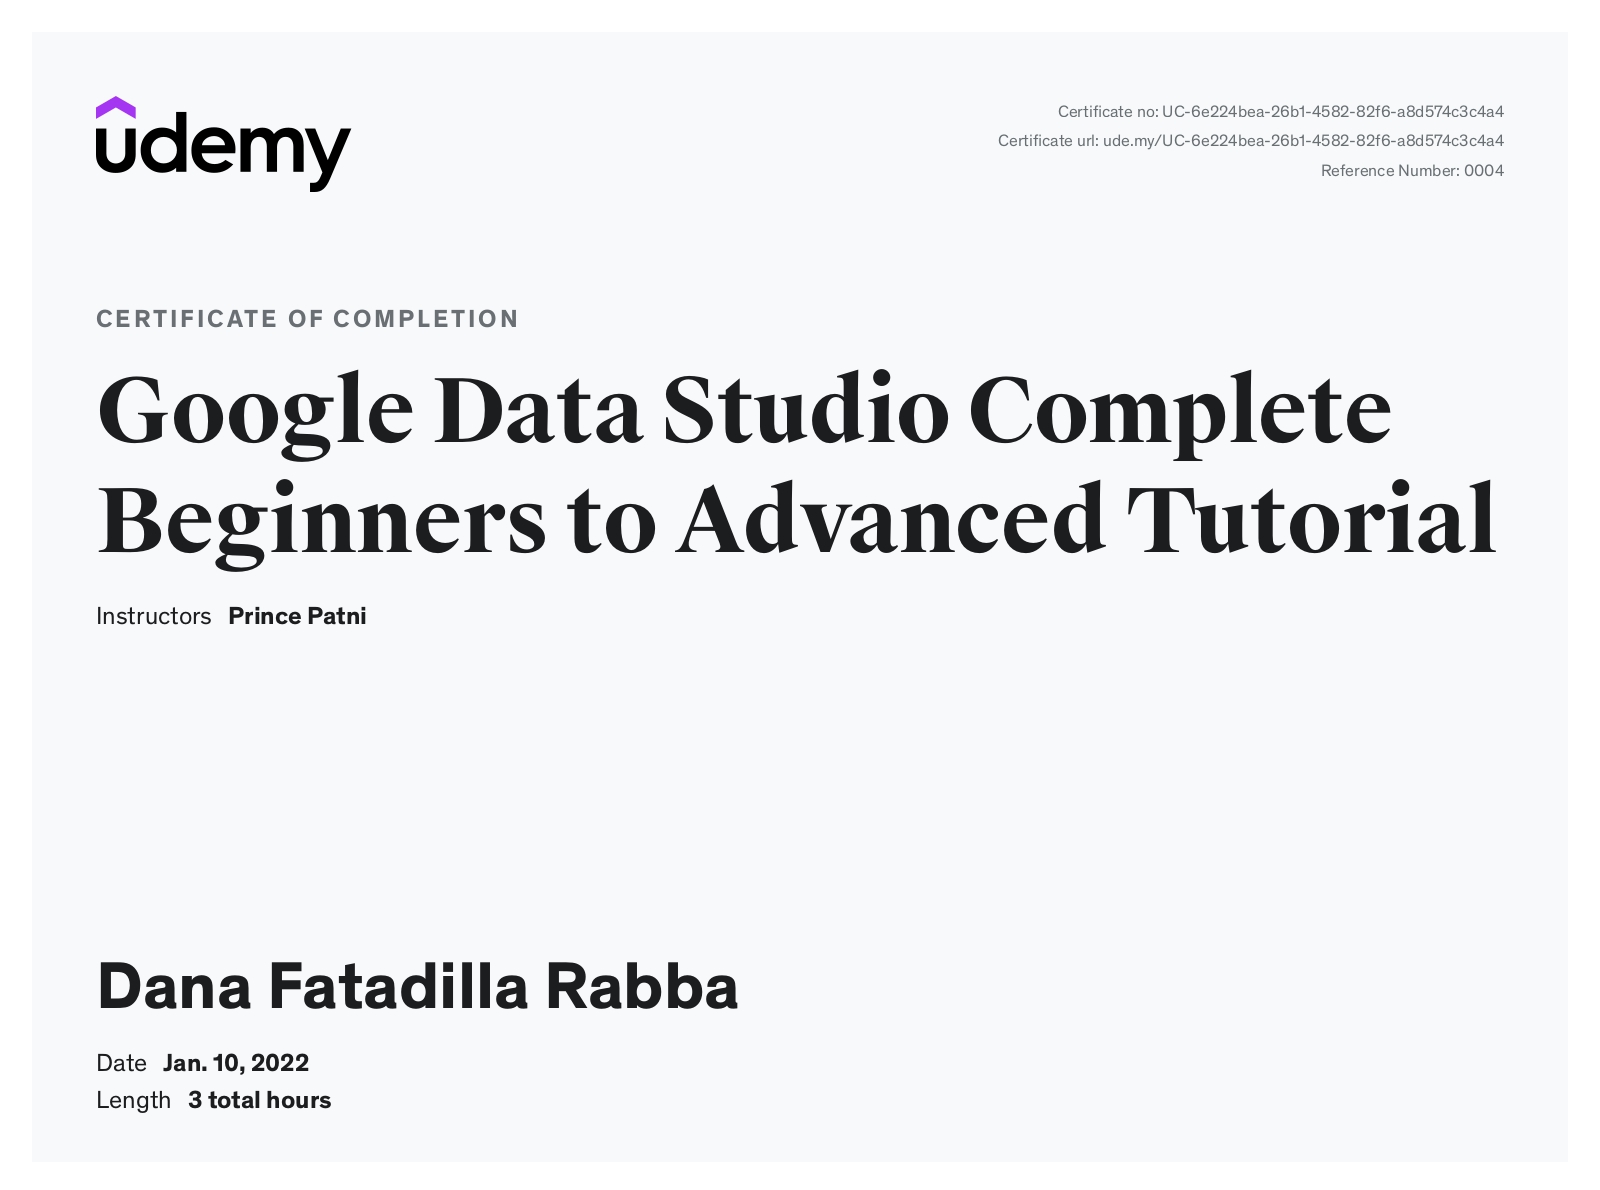 udemy
Certificate no: UC-6e224bea-26b1-4582-82f6-a8d574c3c4a4
Certificate url: ude.my/UC-6e224bea-26b1-4582-82f6-a8d574c3c4a4
Reference Number: 0004
CERTIFICATE OF COMPLETION
Google Data Studio Complete
Beginners to Advanced Tutorial
Instructors Prince Patni
Dana Fatadilla Rabba
Date Jan. 10, 2022
Length 3 total hours